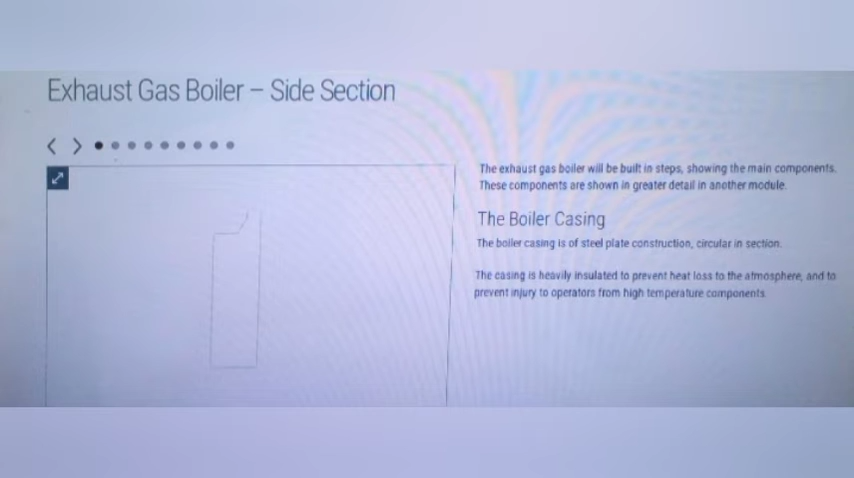 Exhaust Gas Boiler – Side Section
The exhaust gas boiler will be built in steps, showing the main components.
These components are shown in greater detail in another module.
The Boiler Casing
The boiler casing is of steel plate construction, circular in section.
The casing is heavily insulated to prevent heat loss to the atmosphere, and to
prevent injury to operators from high temperature components.